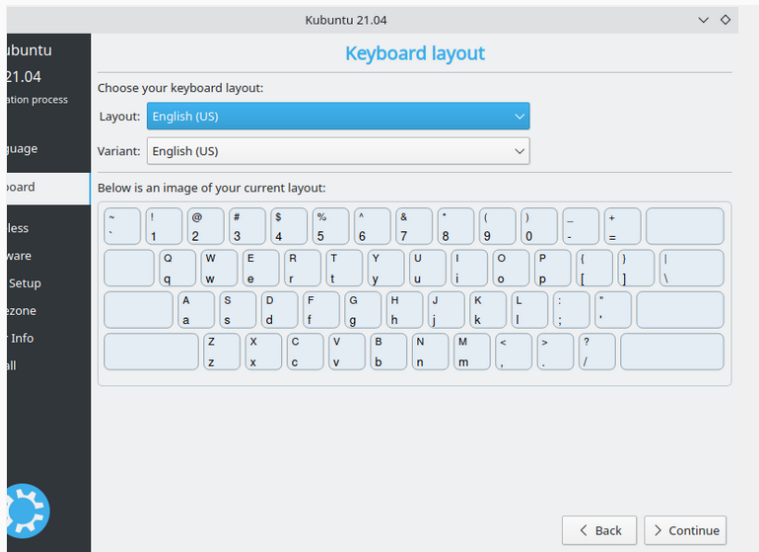 Kubuntu 21.04
ubuntu
21.04
ation process
guage
board
less
ware
Setup
ezone
r Info
all
Keyboard layout
Choose your keyboard layout:
Layout: English (US)
Variant: English (US)
Below is an image of your current layout:
~ ! @ # $ % ^ & * ( ) _ +
` 1 2 3 4 5 6 7 8 9 0 - =
Q W E R T Y U I O P { } |
q w e r t y u i o p [ ] \
A S D F G H J K L : "
a s d f g h j k l ; '
Z X C V B N M < > ?
z x c v b n m , . /
Back Continue